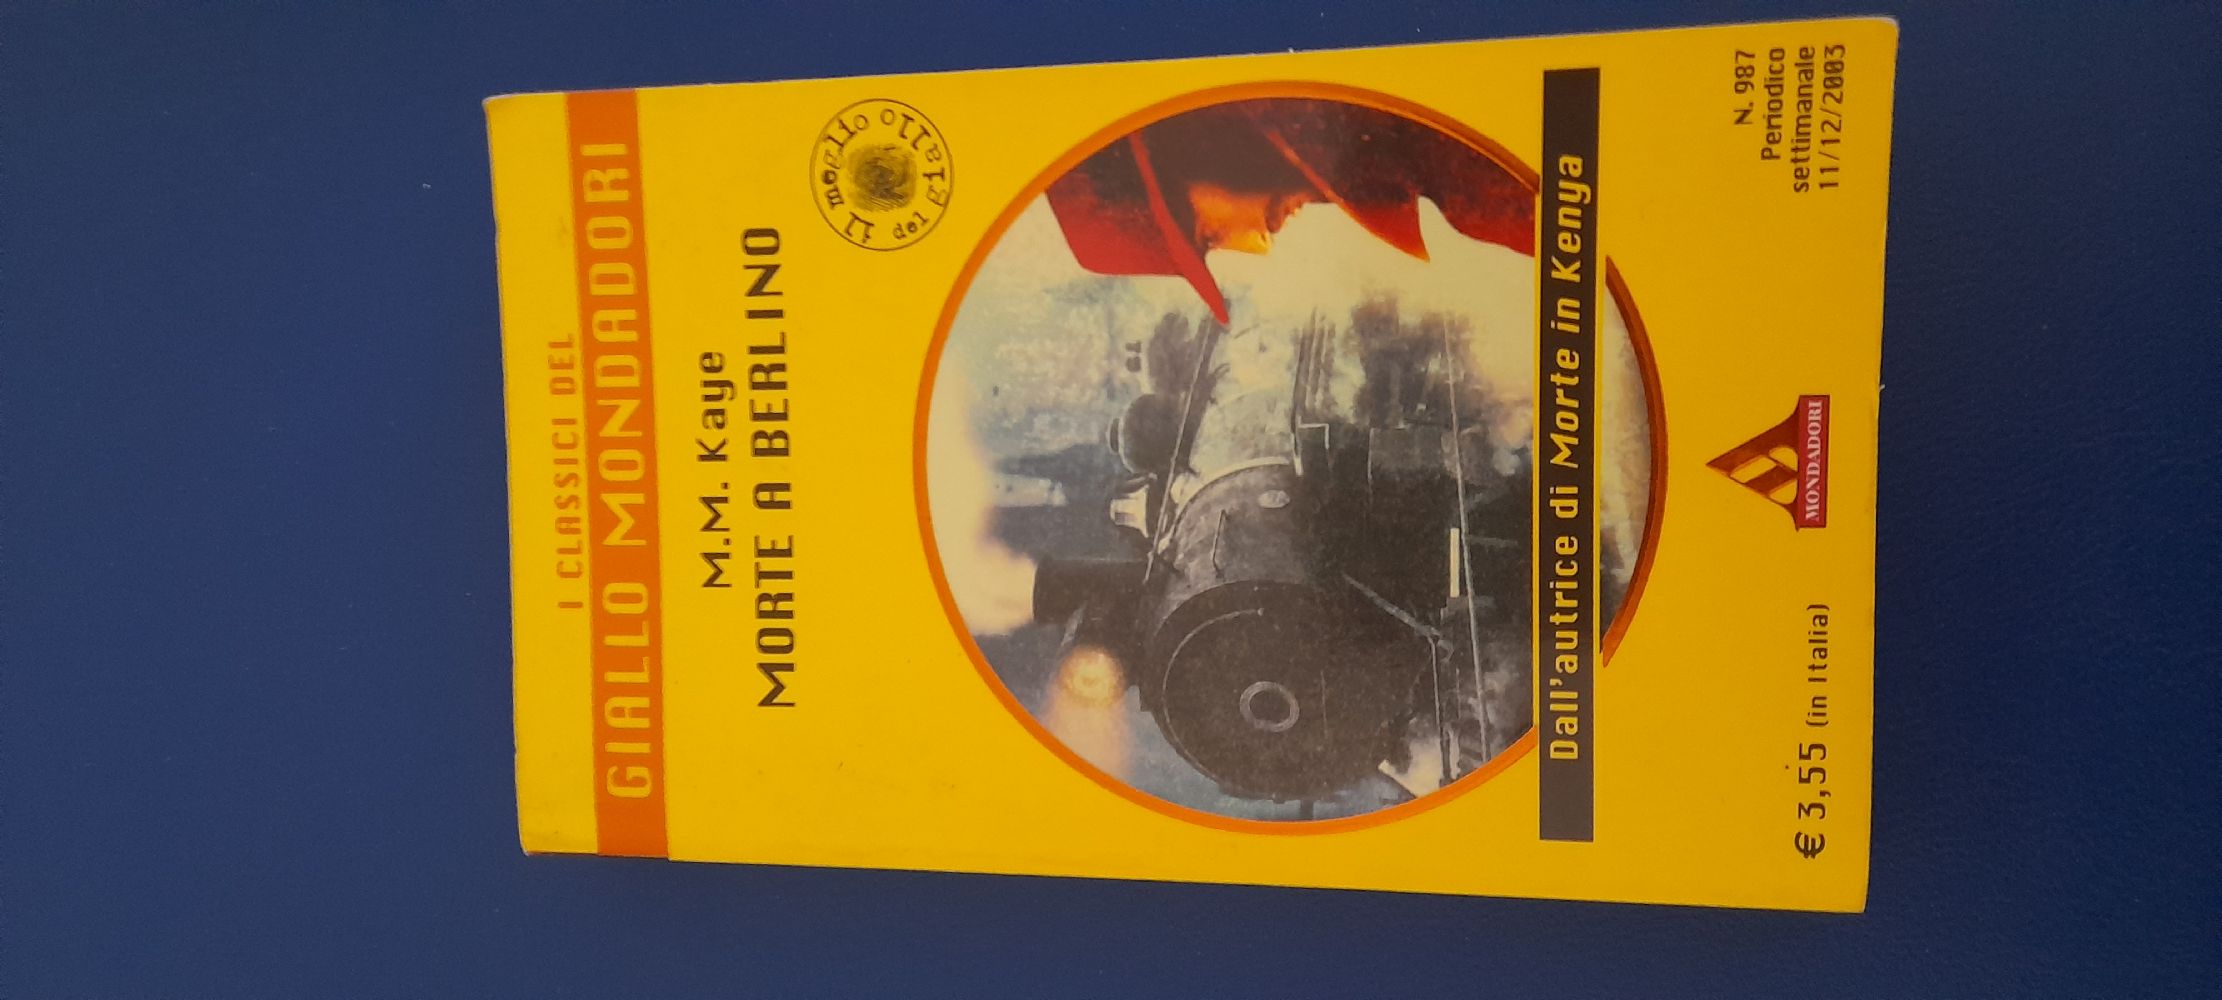 I CLASSICI DEL
GIALLO MONDADORI
M.M. Kaye
MORTE A BERLINO
il meglio
del giallo
Dall'autrice di Morte in Kenya
€ 3,55 (in Italia)
MONDADORI
N. 987
Periodico
settimanale
11/12/2003